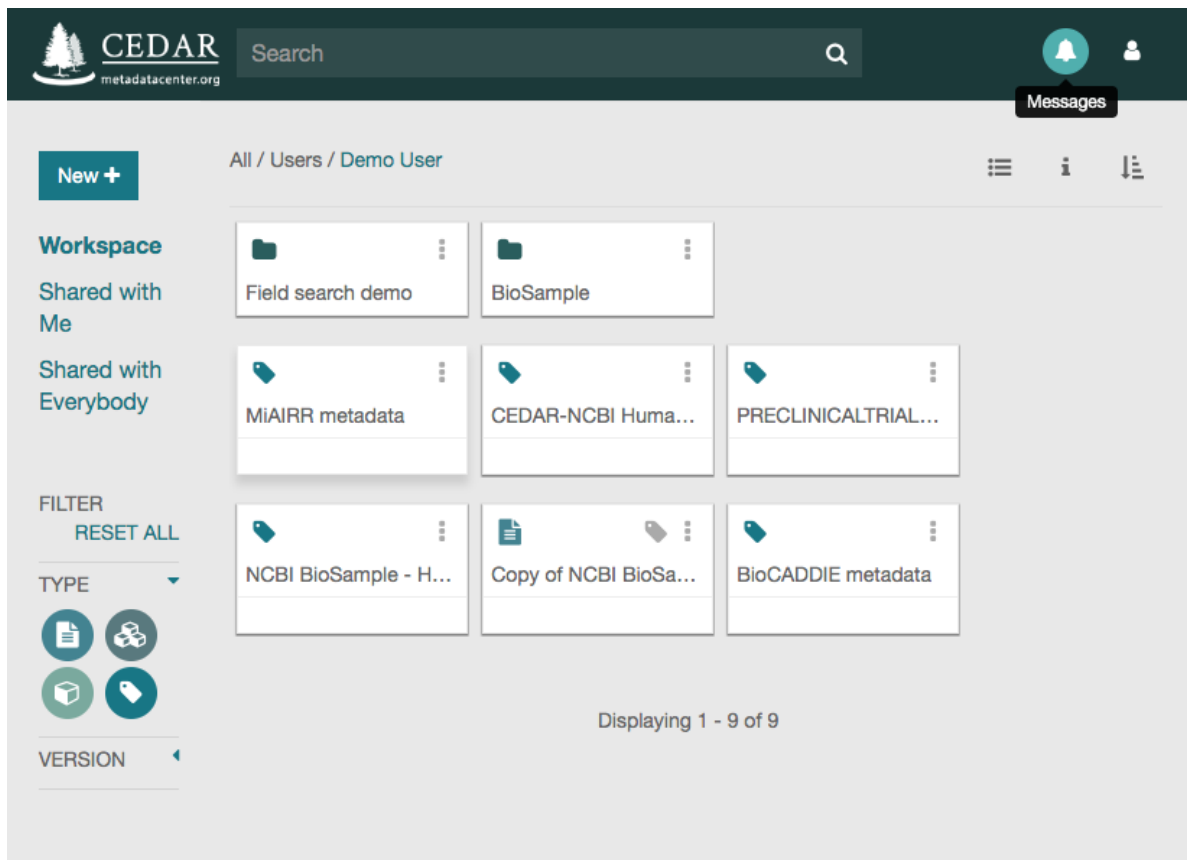 CEDAR
metadatacenter.org
Search
Messages
New +
All / Users / Demo User
Workspace
Shared with
Me
Shared with
Everybody
FILTER
RESET ALL
TYPE
VERSION
Field search demo
BioSample
MiAIRR metadata
CEDAR-NCBI Huma...
PRECLINICALTRIAL...
NCBI BioSample - H...
Copy of NCBI BioSa...
BioCADDIE metadata
Displaying 1 - 9 of 9